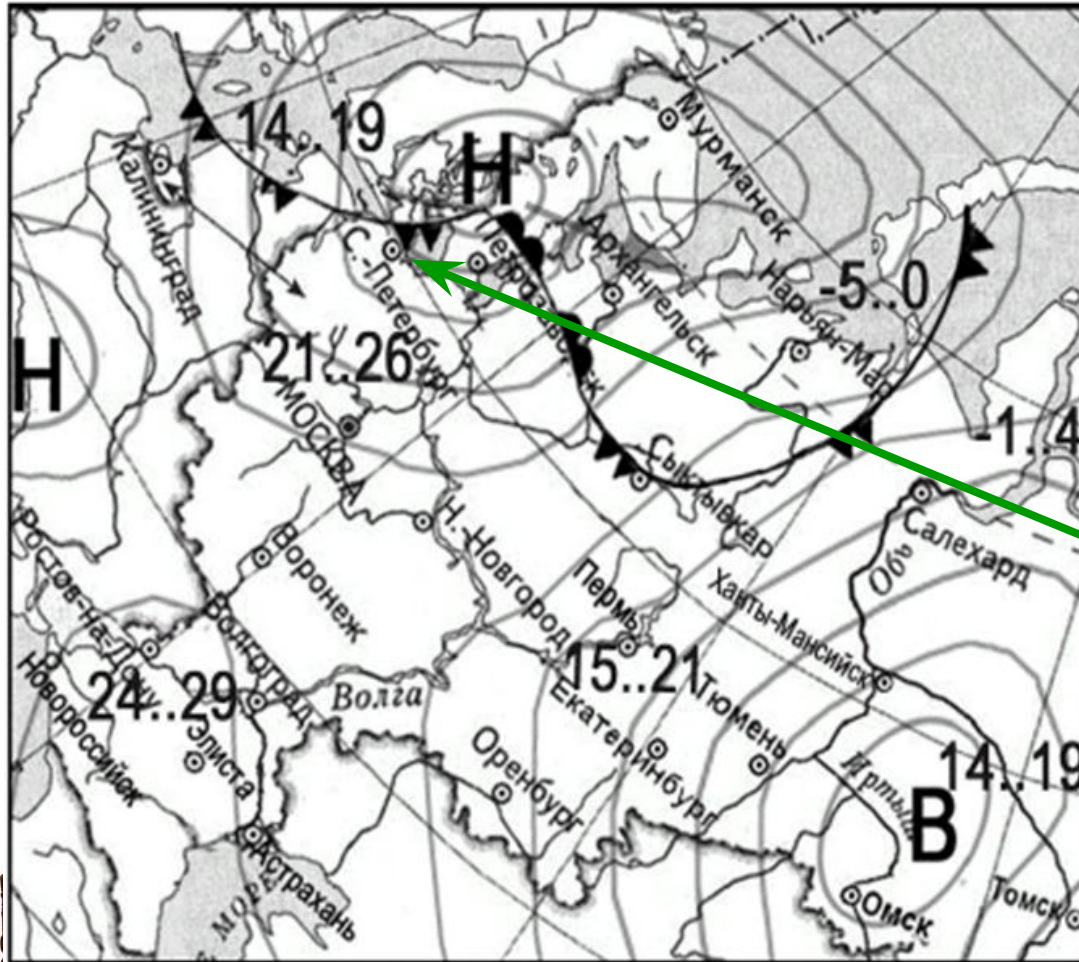 Мурманск
14..19
Н
Калининград
С.-Петербург
Петрозаводск
Архангельск
Нарьян-Мар
-5..0
21..26
Н
МОСКВА
-1..4
Сыктывкар
Салехард
Обь
Н.-Новгород
Воронеж
Пермь
Ханты-Мансийск
Ростов-на-Дону
Волгоград
Новороссийск
24..29
Волга
15..21
Тюмень
Екатеринбург
Элиста
Оренбург
Иртыш
14..19
В
Астрахань
МОРЕ
Омск
Томск